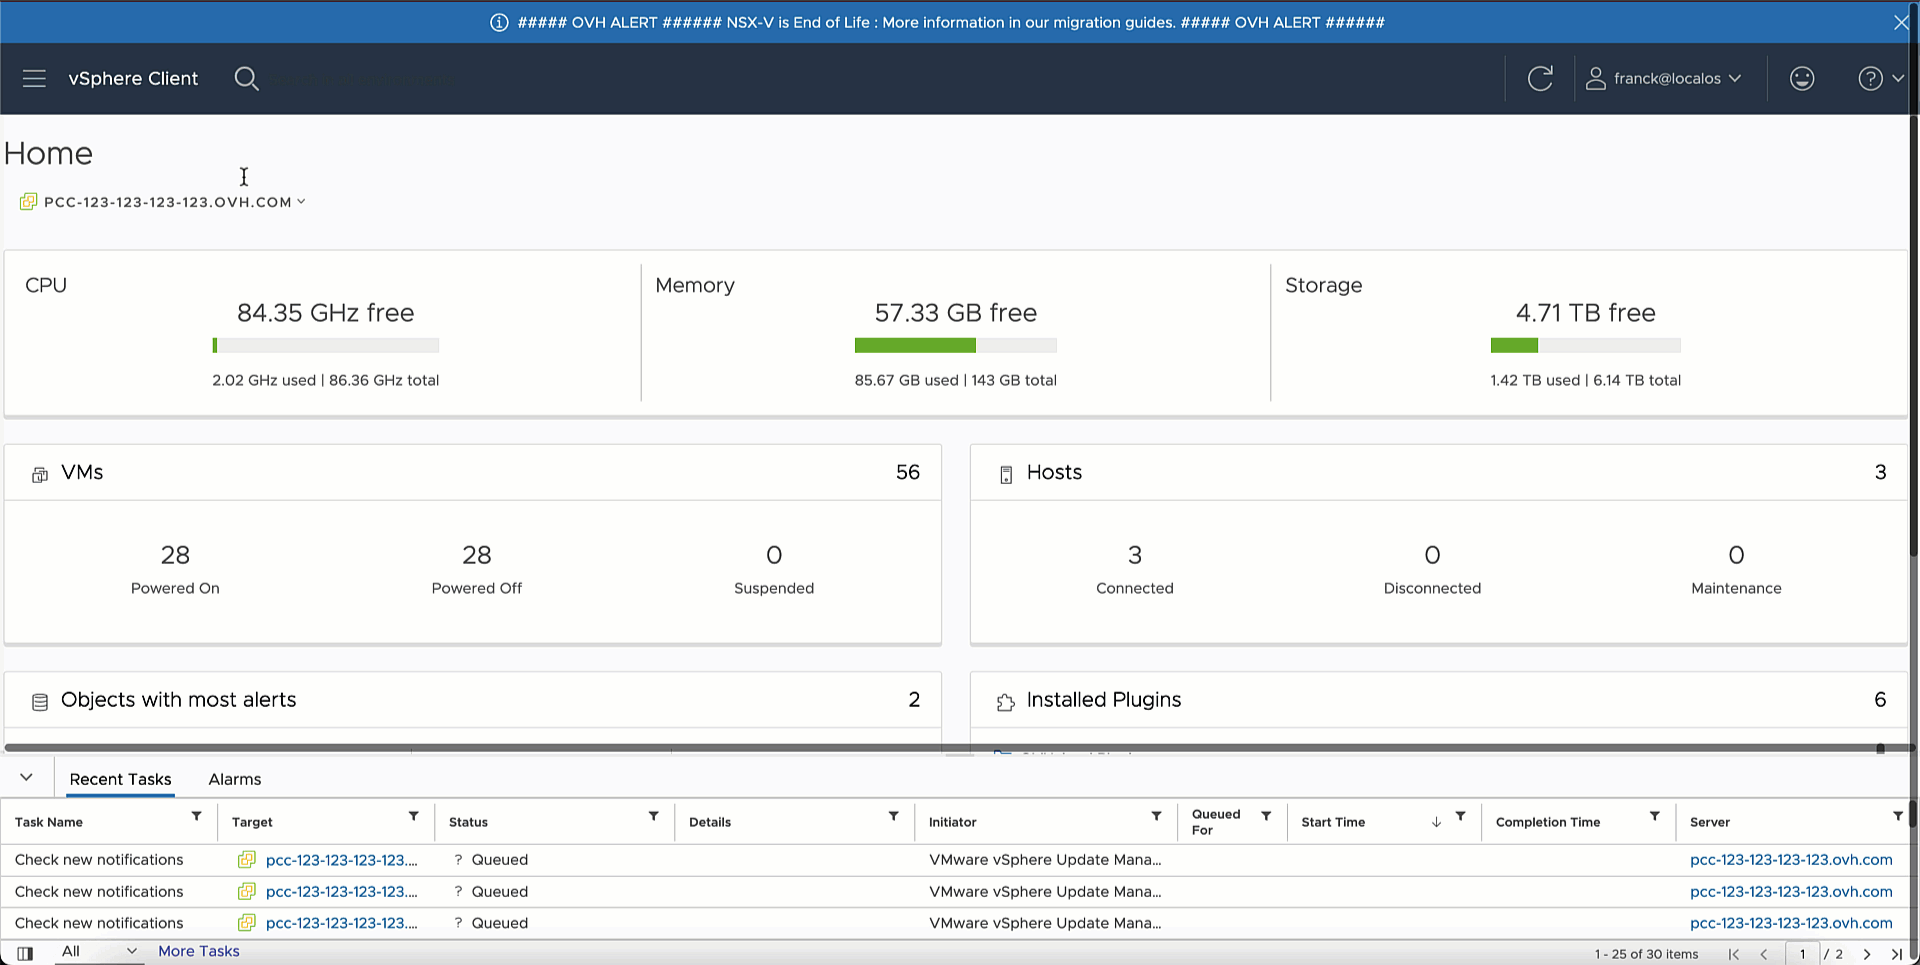 ##### OVH ALERT ###### NSX-V is End of Life : More information in our migration guides. ##### OVH ALERT ######
vSphere Client
franck@localos
Home
PCC-123-123-123-123.OVH.COM
CPU
84.35 GHz free
2.02 GHz used | 86.36 GHz total
Memory
57.33 GB free
85.67 GB used | 143 GB total
Storage
4.71 TB free
1.42 TB used | 6.14 TB total
VMs 56
28 28 0
Powered On Powered Off Suspended
Hosts 3
3 0 0
Connected Disconnected Maintenance
Objects with most alerts 2
Installed Plugins 6
Recent Tasks Alarms
Task Name Target Status Details Initiator Queued For Start Time Completion Time Server
Check new notifications pcc-123-123-123-123.... ? Queued VMware vSphere Update Mana... pcc-123-123-123-123.ovh.com
Check new notifications pcc-123-123-123-123.... ? Queued VMware vSphere Update Mana... pcc-123-123-123-123.ovh.com
Check new notifications pcc-123-123-123-123.... ? Queued VMware vSphere Update Mana... pcc-123-123-123-123.ovh.com
All More Tasks 1 - 25 of 30 items 1 / 2